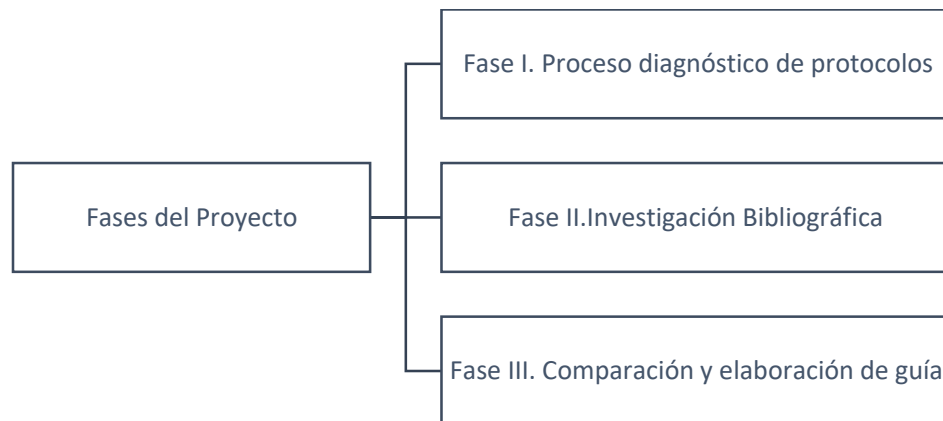 Fase I. Proceso diagnóstico de protocolos
Fases del Proyecto
Fase II.Investigación Bibliográfica
Fase III. Comparación y elaboración de guía